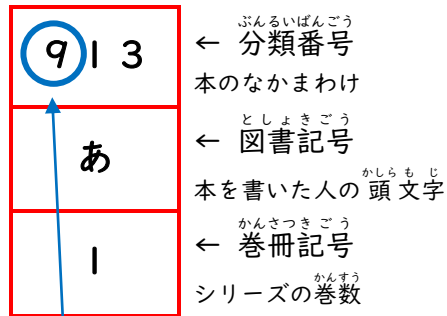 913
ぶんるいばんごう
← 分類番号
本のなかまわけ
あ
としょきごう
← 図書記号
かしらもじ
本を書いた人の頭文字
1
かんさつきごう
← 巻冊記号
かんすう
シリーズの巻数